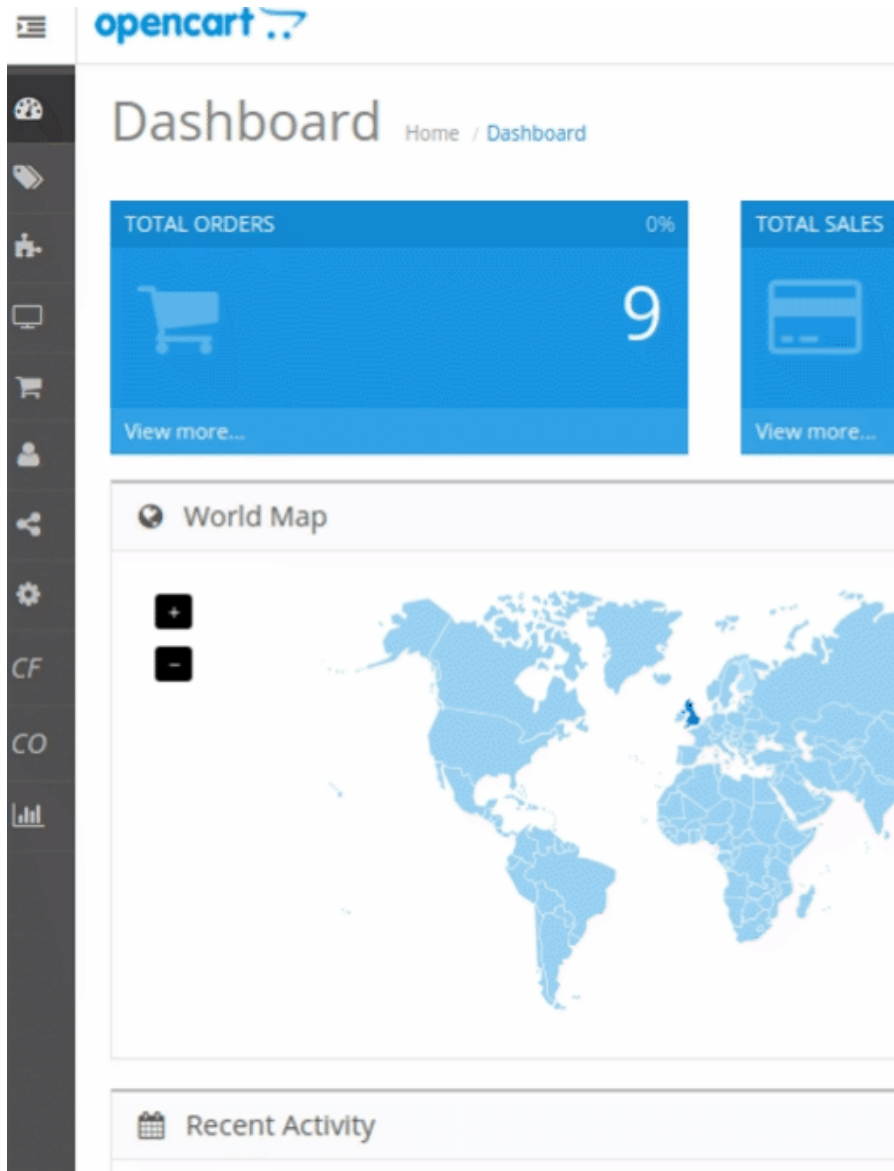 opencart
Dashboard Home / Dashboard
TOTAL ORDERS 0%
9
View more...
TOTAL SALES
View more...
World Map
+
-
CF
CO
Recent Activity